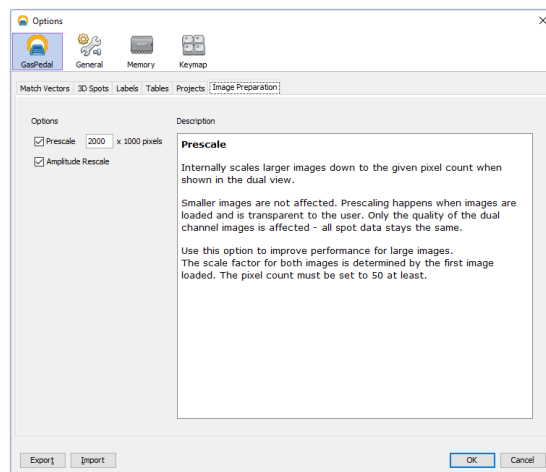 Options
GasPedal General Memory Keymap
Match Vectors 3D Spots Labels Tables Projects Image Preparation
Options
Description
Prescale 2000 x 1000 pixels
Amplitude Rescale
Prescale
Internally scales larger images down to the given pixel count when
shown in the dual view.
Smaller images are not affected. Prescaling happens when images are
loaded and is transparent to the user. Only the quality of the dual
channel images is affected - all spot data stays the same.
Use this option to improve performance for large images.
The scale factor for both images is determined by the first image
loaded. The pixel count must be set to 50 at least.
Export Import OK Cancel